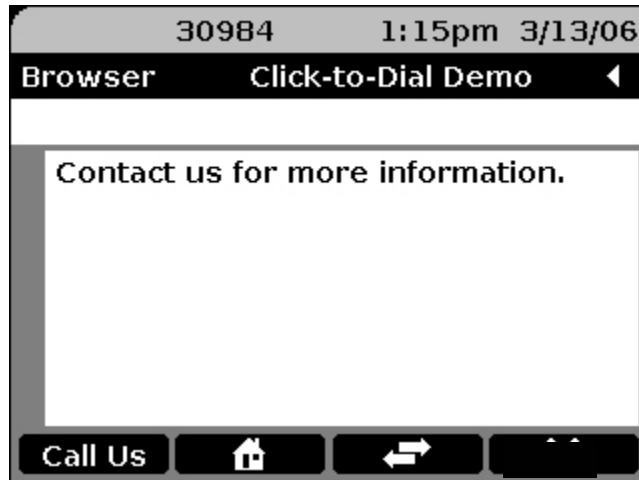 30984 1:15pm 3/13/06
Browser Click-to-Dial Demo
Contact us for more information.
Call Us